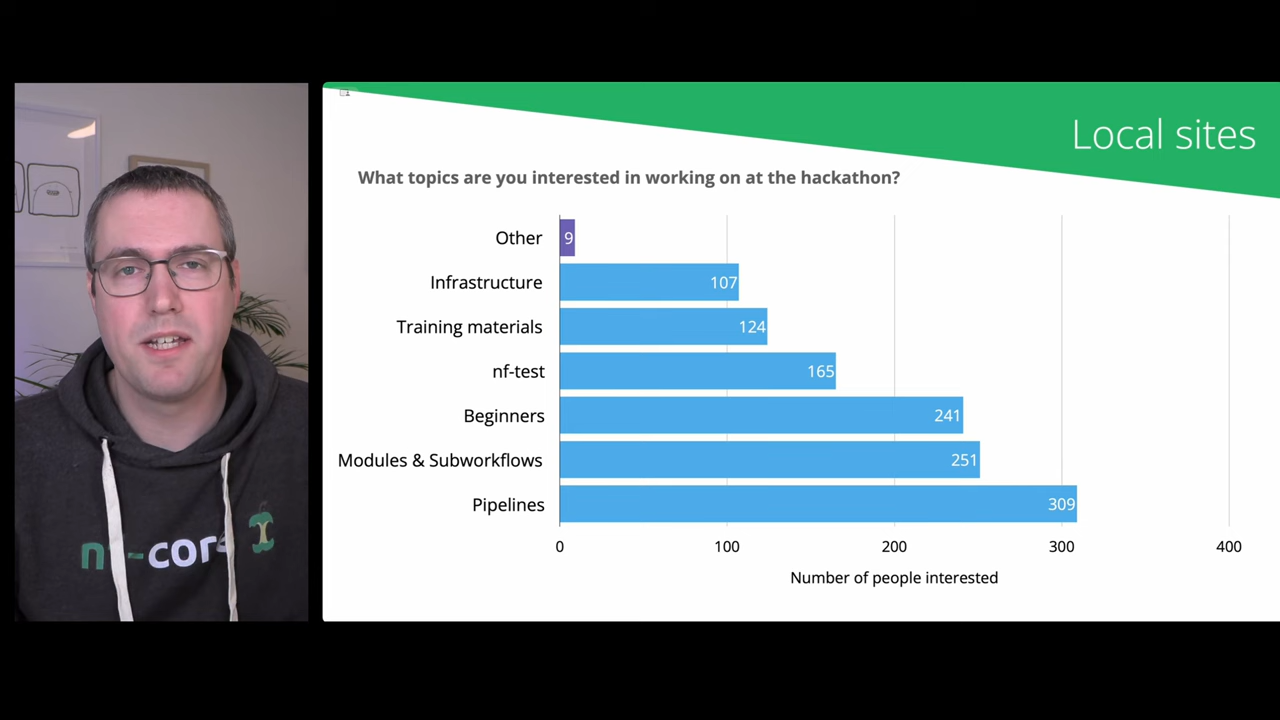 Local sites
What topics are you interested in working on at the hackathon?
Other 9
Infrastructure 107
Training materials 124
nf-test 165
Beginners 241
Modules & Subworkflows 251
Pipelines 309
0 100 200 300 400
Number of people interested
nf-core